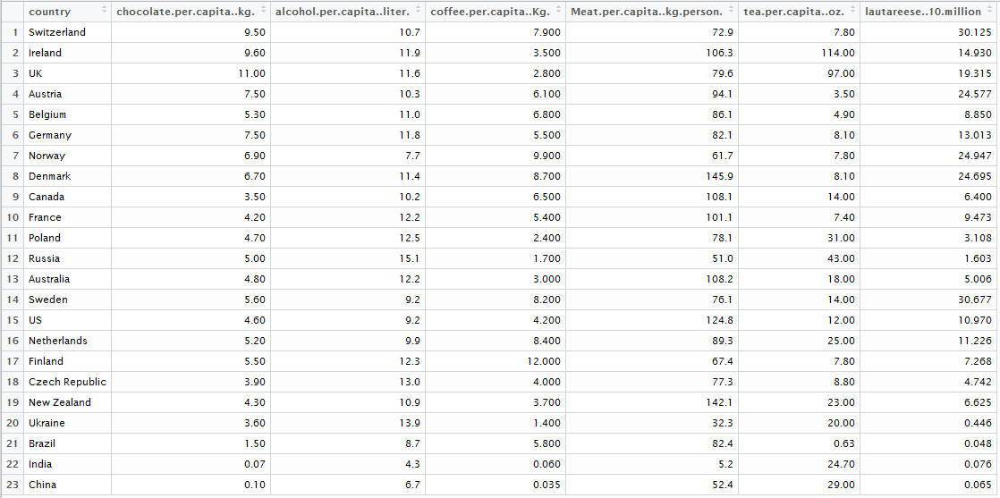 country chocolate.per.capita..kg. alcohol.per.capita..liter. coffee.per.capita..Kg. Meat.per.capita..kg.person. tea.per.capita..oz. lautareese..10.million
1 Switzerland 9.50 10.7 7.900 72.9 7.80 30.125
2 Ireland 9.60 11.9 3.500 106.3 114.00 14.930
3 UK 11.00 11.6 2.800 79.6 97.00 19.315
4 Austria 7.50 10.3 6.100 94.1 3.50 24.577
5 Belgium 5.30 11.0 6.800 86.1 4.90 8.850
6 Germany 7.50 11.8 5.500 82.1 8.10 13.013
7 Norway 6.90 7.7 9.900 61.7 7.80 24.947
8 Denmark 6.70 11.4 8.700 145.9 8.10 24.695
9 Canada 3.50 10.2 6.500 108.1 14.00 6.400
10 France 4.20 12.2 5.400 101.1 7.40 9.473
11 Poland 4.70 12.5 2.400 78.1 31.00 3.108
12 Russia 5.00 15.1 1.700 51.0 43.00 1.603
13 Australia 4.80 12.2 3.000 108.2 18.00 5.006
14 Sweden 5.60 9.2 8.200 76.1 14.00 30.677
15 US 4.60 9.2 4.200 124.8 12.00 10.970
16 Netherlands 5.20 9.9 8.400 89.3 25.00 11.226
17 Finland 5.50 12.3 12.000 67.4 7.80 7.268
18 Czech Republic 3.90 13.0 4.000 77.3 8.80 4.742
19 New Zealand 4.30 10.9 3.700 142.1 23.00 6.625
20 Ukraine 3.60 13.9 1.400 32.3 20.00 0.446
21 Brazil 1.50 8.7 5.800 82.4 0.63 0.048
22 India 0.07 4.3 0.060 5.2 24.70 0.076
23 China 0.10 6.7 0.035 52.4 29.00 0.065